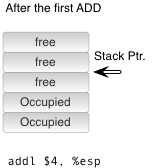 After the first ADD
free
free
Stack Ptr.
free
Occupied
Occupied
addl $4, %esp